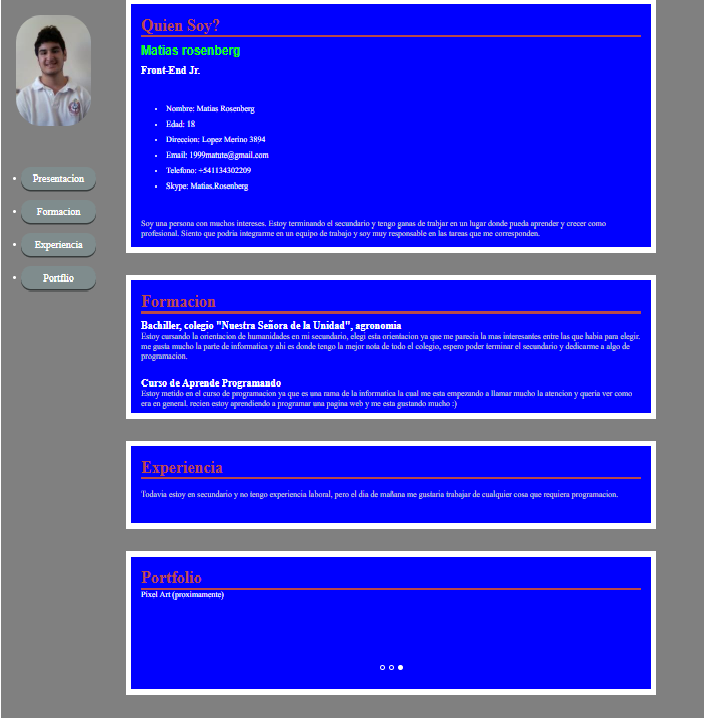 Presentacion
Formacion
Experiencia
Portflio
Quien Soy?
Matias rosenberg
Front-End Jr.
Nombre: Matias Rosenberg
Edad: 18
Direccion: Lopez Merino 3894
Email: 1999matute@gmail.com
Telefono: +541134302209
Skype: Matias.Rosenberg
Soy una persona con muchos intereses. Estoy terminando el secundario y tengo ganas de trabjar en un lugar donde pueda aprender y crecer como
profesional. Siento que podria integrarme en un equipo de trabajo y soy muy responsable en las tareas que me corresponden.
Formacion
Bachiller, colegio "Nuestra Señora de la Unidad", agronomia
Estoy cursando la orientacion de humanidades en mi secundario, elegi esta orientacion ya que me parecia la mas interesantes entre las que habia para elegir.
me gusta mucho la parte de informatica y ahi es donde tengo la mejor nota de todo el colegio, espero poder terminar el secundario y dedicarme a algo de
programacion.
Curso de Aprende Programando
Estoy metido en el curso de programacion ya que es una rama de la informatica la cual me esta empezando a llamar mucho la atencion y queria ver como
era en general. recien estoy aprendiendo a programar una pagina web y me esta gustando mucho :)
Experiencia
Todavia estoy en secundario y no tengo experiencia laboral, pero el dia de mañana me gustaria trabajar de cualquier cosa que requiera programacion.
Portfolio
Pixel Art (proximamente)